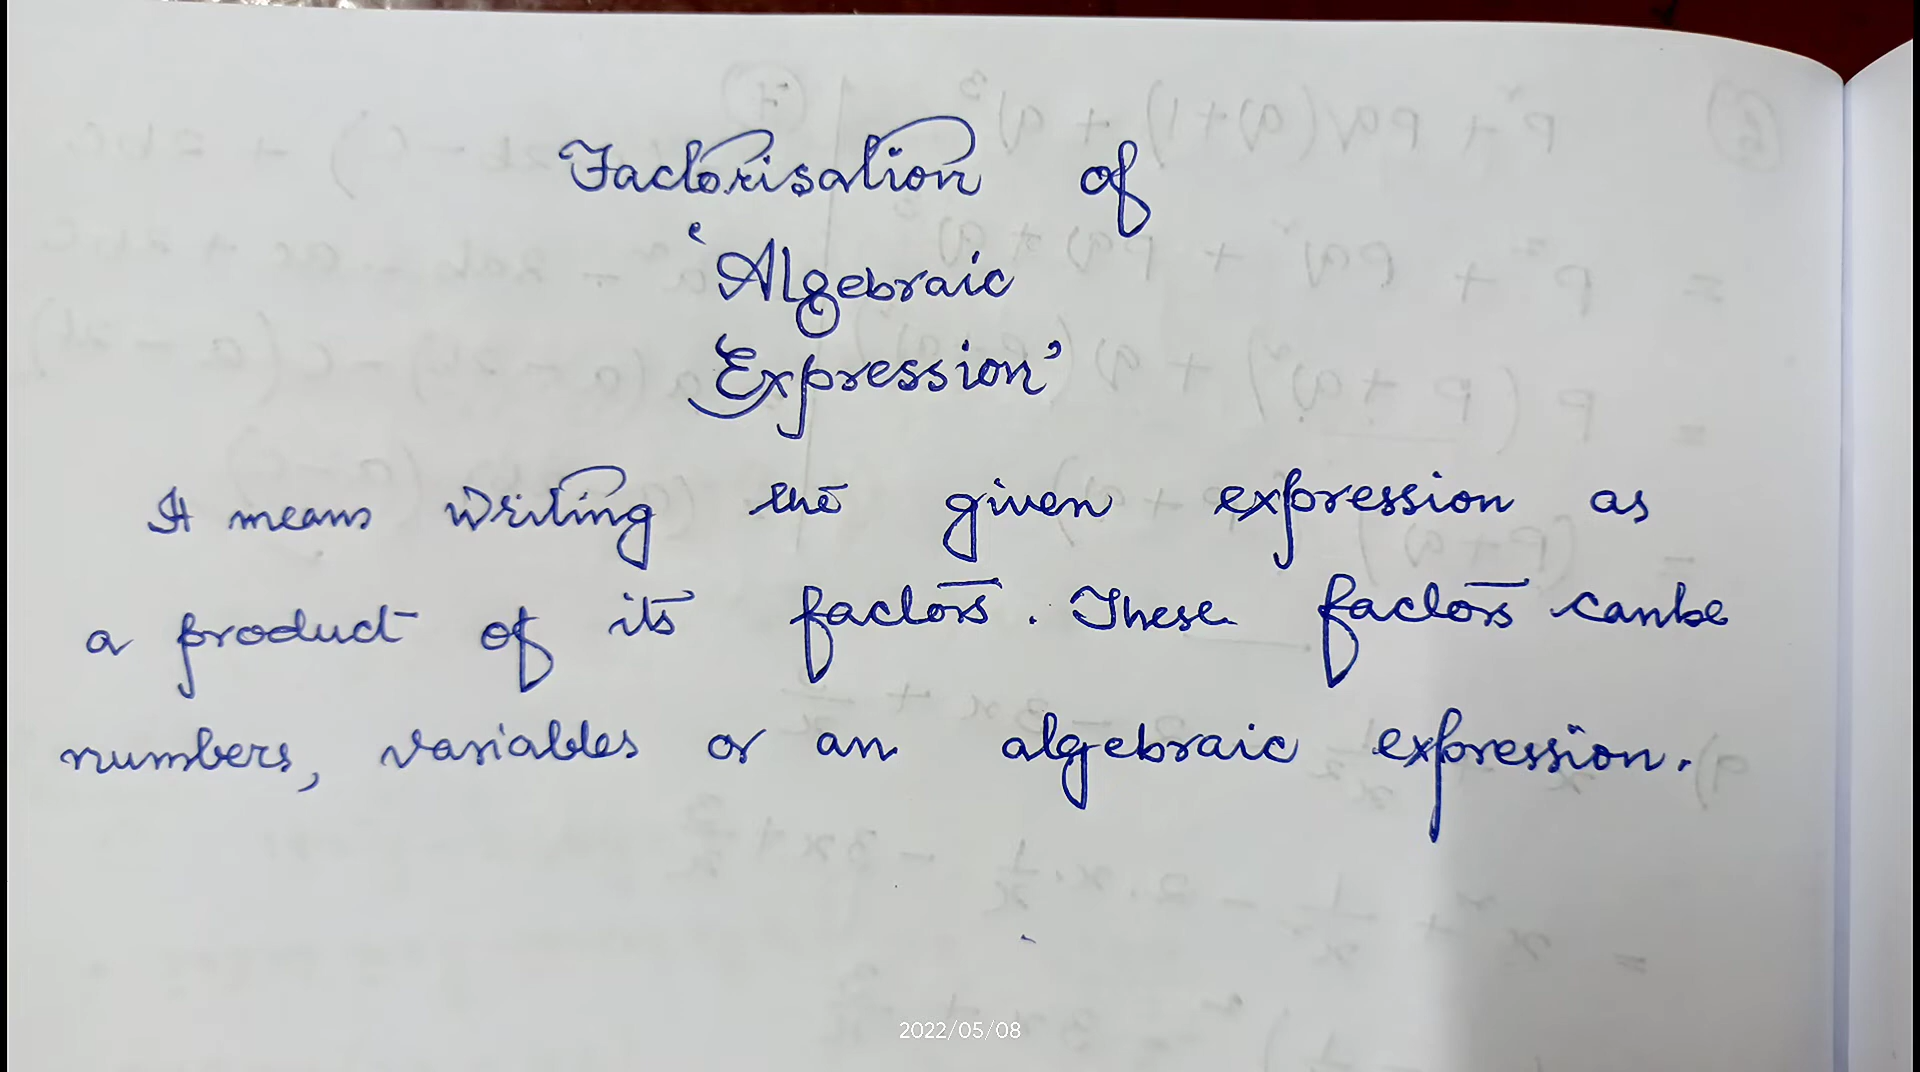 Factorisation of
'Algebraic
Expression'
It means writing the given expression as
a product of its factors. These factors canbe
numbers, variables or an algebraic expression.
2022/05/08